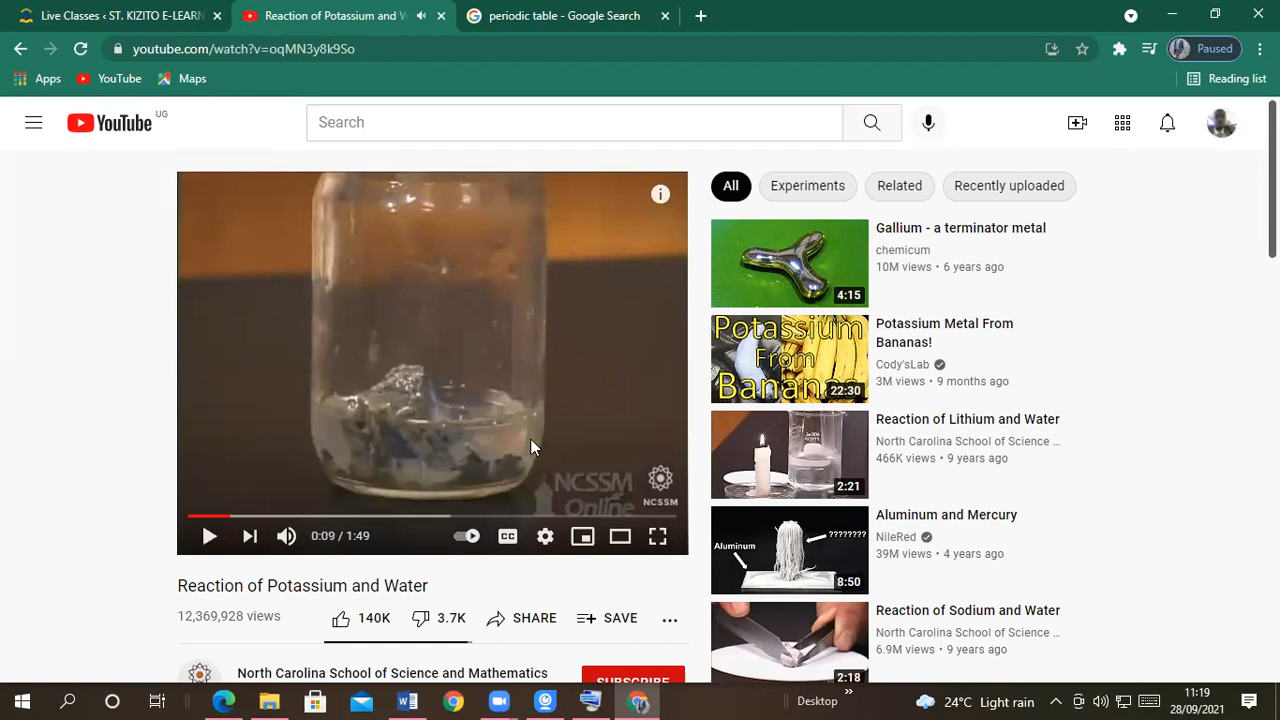 Live Classes < ST. KIZITO E-LEARN
Reaction of Potassium and W
periodic table - Google Search
youtube.com/watch?v=oqMN3y8k9So
Paused
Apps
YouTube
Maps
Reading list
YouTube UG
Search
All
Experiments
Related
Recently uploaded
Gallium - a terminator metal
chemicum
10M views • 6 years ago
4:15
Potassium From Bananas
22:30
Potassium Metal From
Bananas!
Cody'sLab
3M views • 9 months ago
Reaction of Lithium and Water
North Carolina School of Science ...
466K views • 9 years ago
2:21
Aluminum
????????
8:50
Aluminum and Mercury
NileRed
39M views • 4 years ago
Reaction of Sodium and Water
North Carolina School of Science ...
6.9M views • 9 years ago
2:18
NCSSM
Online
NCSSM
0:09 / 1:49
CC
Reaction of Potassium and Water
12,369,928 views
140K
3.7K
SHARE
SAVE
North Carolina School of Science and Mathematics
SUBSCRIBE
Desktop
24°C Light rain
11:19
28/09/2021